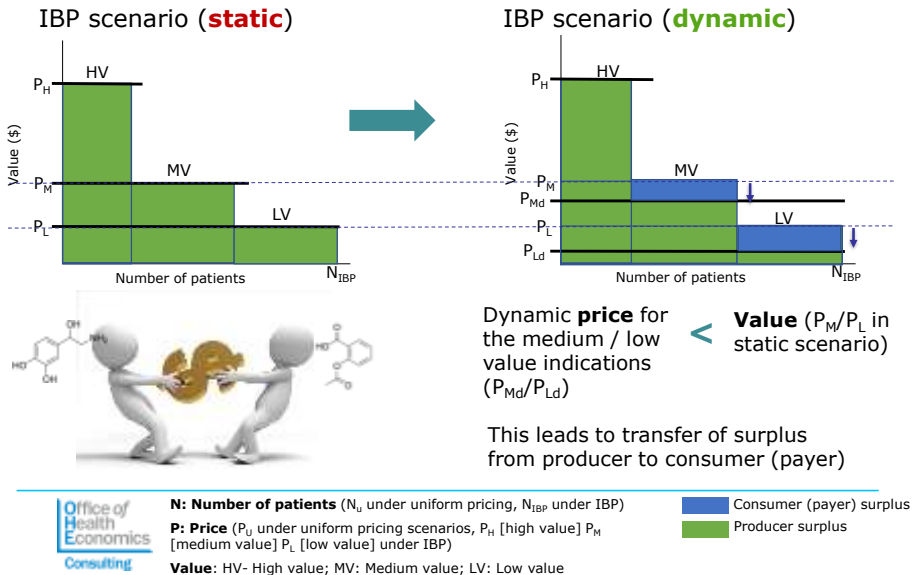 IBP scenario (static)
HV
P_H
Value ($)
MV
P_M
LV
P_L
Number of patients
N_IBP
IBP scenario (dynamic)
HV
P_H
Value ($)
MV
P_M
P_Md
LV
P_L
P_Ld
Number of patients
N_IBP
OH
NH₂
HO
OH
HO
O
O
O
Dynamic price for
the medium / low
value indications
(P_Md/P_Ld)
<
Value (P_M/P_L in
static scenario)
This leads to transfer of surplus
from producer to consumer (payer)
Office of
Health
Economics
Consulting
N: Number of patients (N_u under uniform pricing, N_IBP under IBP)
P: Price (P_U under uniform pricing scenarios, P_H [high value] P_M
[medium value] P_L [low value] under IBP)
Value: HV- High value; MV: Medium value; LV: Low value
Consumer (payer) surplus
Producer surplus